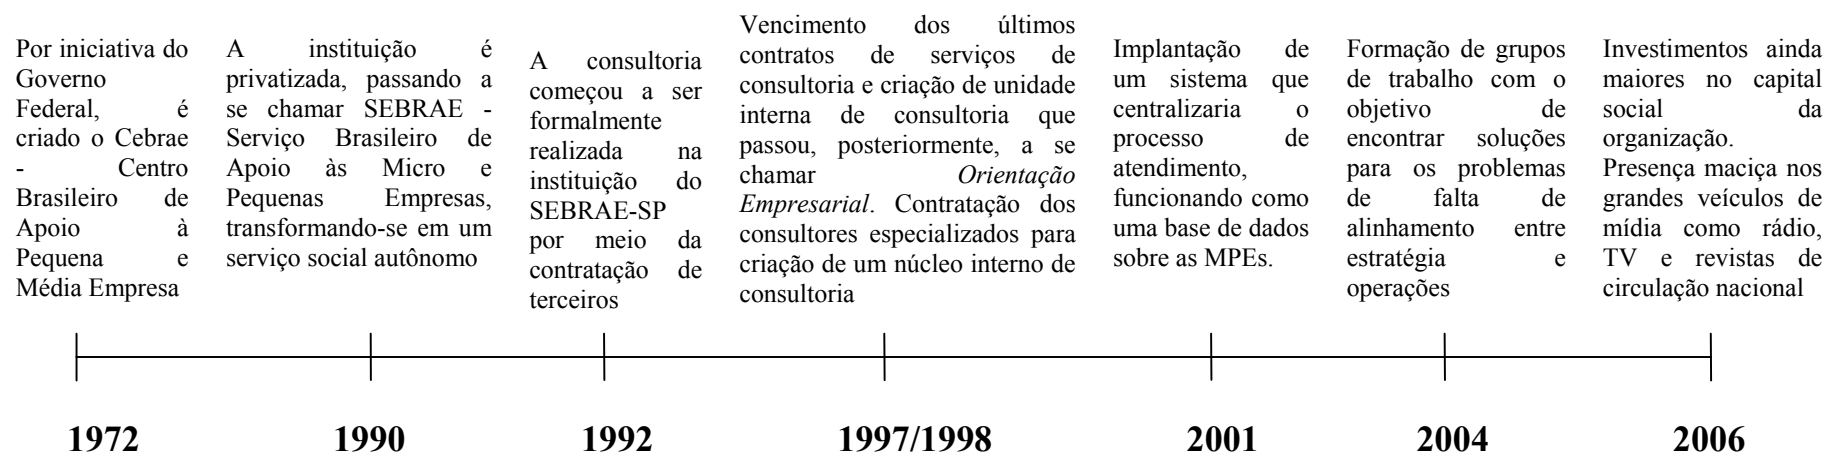 Por iniciativa do
Governo
Federal, é
criado o Cebrae
- Centro
Brasileiro de
Apoio à
Pequena e
Média Empresa
A instituição é
privatizada, passando a
se chamar SEBRAE -
Serviço Brasileiro de
Apoio às Micro e
Pequenas Empresas,
transformando-se em um
serviço social autônomo
A consultoria
começou a ser
formalmente
realizada na
instituição do
SEBRAE-SP
por meio da
contratação de
terceiros
Vencimento dos últimos
contratos de serviços de
consultoria e criação de unidade
interna de consultoria que
passou, posteriormente, a se
chamar Orientação
Empresarial. Contratação dos
consultores especializados para
criação de um núcleo interno de
consultoria
Implantação de
um sistema que
centralizaria o
processo de
atendimento,
funcionando como
uma base de dados
sobre as MPEs.
Formação de grupos
de trabalho com o
objetivo de
encontrar soluções
para os problemas
de falta de
alinhamento entre
estratégia e
operações
Investimentos ainda
maiores no capital
social da
organização.
Presença maciça nos
grandes veículos de
mídia como rádio,
TV e revistas de
circulação nacional
1972
1990
1992
1997/1998
2001
2004
2006